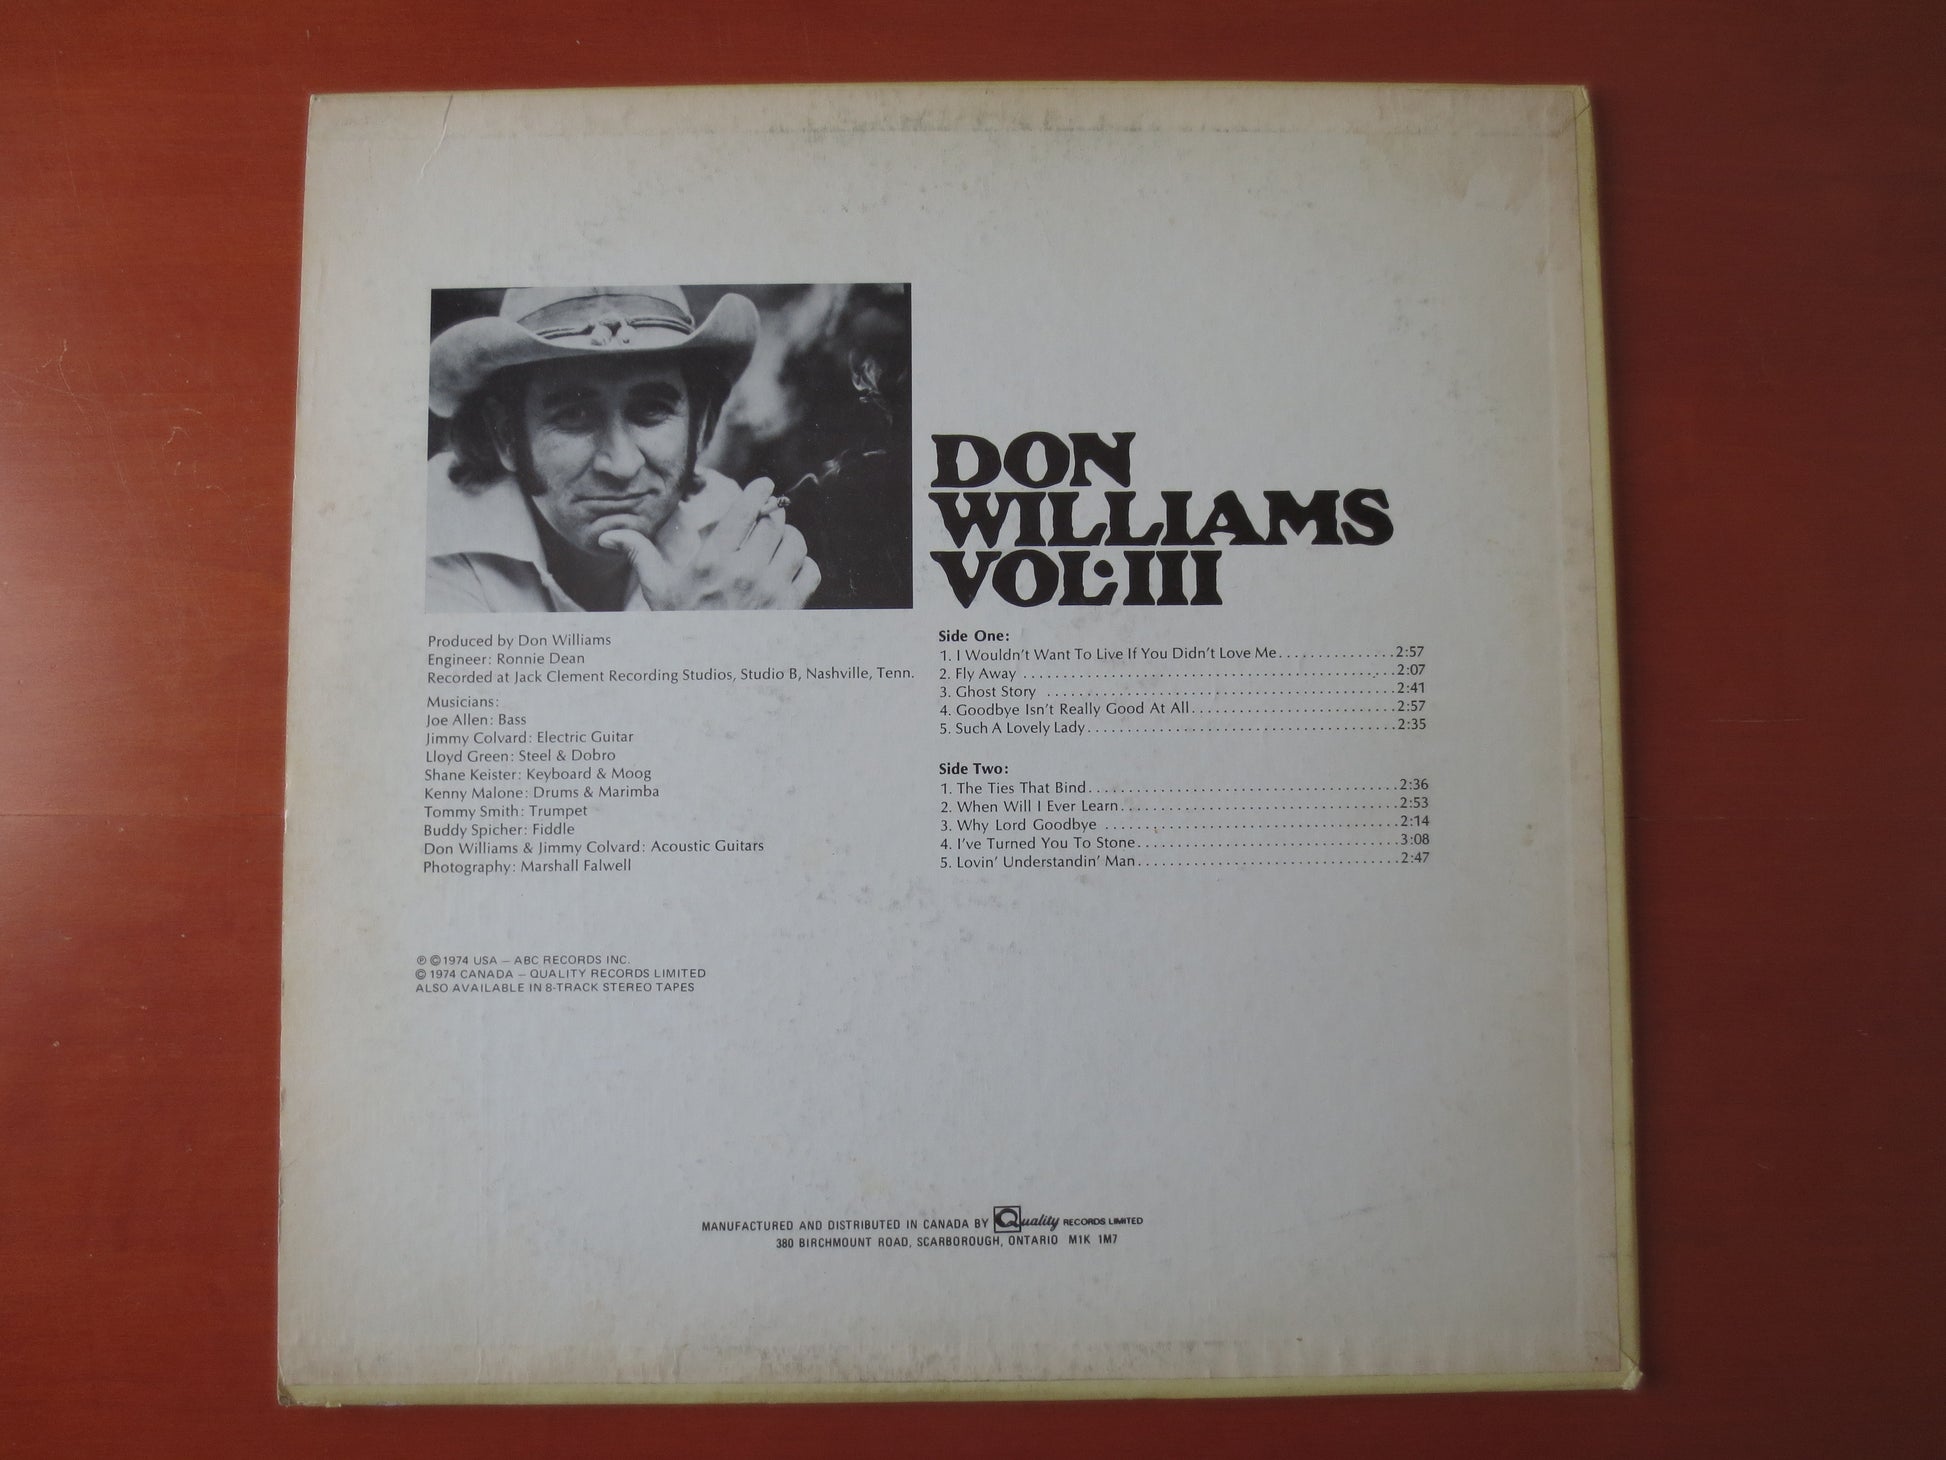 DON
WILLIAMS
VOL:III
Produced by Don Williams
Engineer: Ronnie Dean
Recorded at Jack Clement Recording Studios, Studio B, Nashville, Tenn.
Musicians:
Joe Allen: Bass
Jimmy Colvard: Electric Guitar
Lloyd Green: Steel & Dobro
Shane Keister: Keyboard & Moog
Kenny Malone: Drums & Marimba
Tommy Smith: Trumpet
Buddy Spicher: Fiddle
Don Williams & Jimmy Colvard: Acoustic Guitars
Photography: Marshall Falwell
Side One:
1. I Wouldn't Want To Live If You Didn't Love Me...............2:57
2. Fly Away ............................................2:07
3. Ghost Story .........................................2:41
4. Goodbye Isn't Really Good At All..........................2:57
5. Such A Lovely Lady.......................................2:35
Side Two:
1. The Ties That Bind.......................................2:36
2. When Will I Ever Learn...................................2:53
3. Why Lord Goodbye .....................................2:14
4. I've Turned You To Stone.................................3:08
5. Lovin' Understandin' Man.................................2:47
℗ © 1974 USA — ABC RECORDS INC.
© 1974 CANADA — QUALITY RECORDS LIMITED
ALSO AVAILABLE IN 8-TRACK STEREO TAPES
MANUFACTURED AND DISTRIBUTED IN CANADA BY Quality RECORDS LIMITED
380 BIRCHMOUNT ROAD, SCARBOROUGH, ONTARIO M1K 1M7